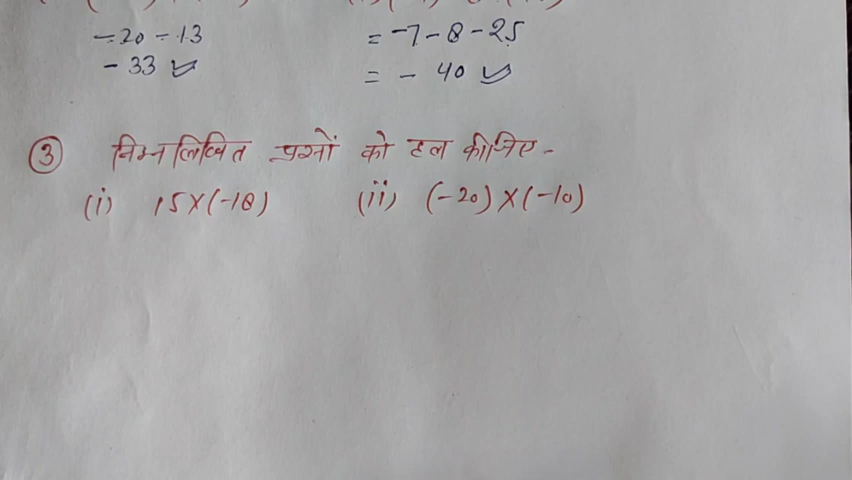 -20 - 13 = -7 - 8 - 25
- 33 = - 40
③ निम्नलिखित प्रश्नों को हल कीजिए -
(i) 15×(-18) (ii) (-20)×(-10)